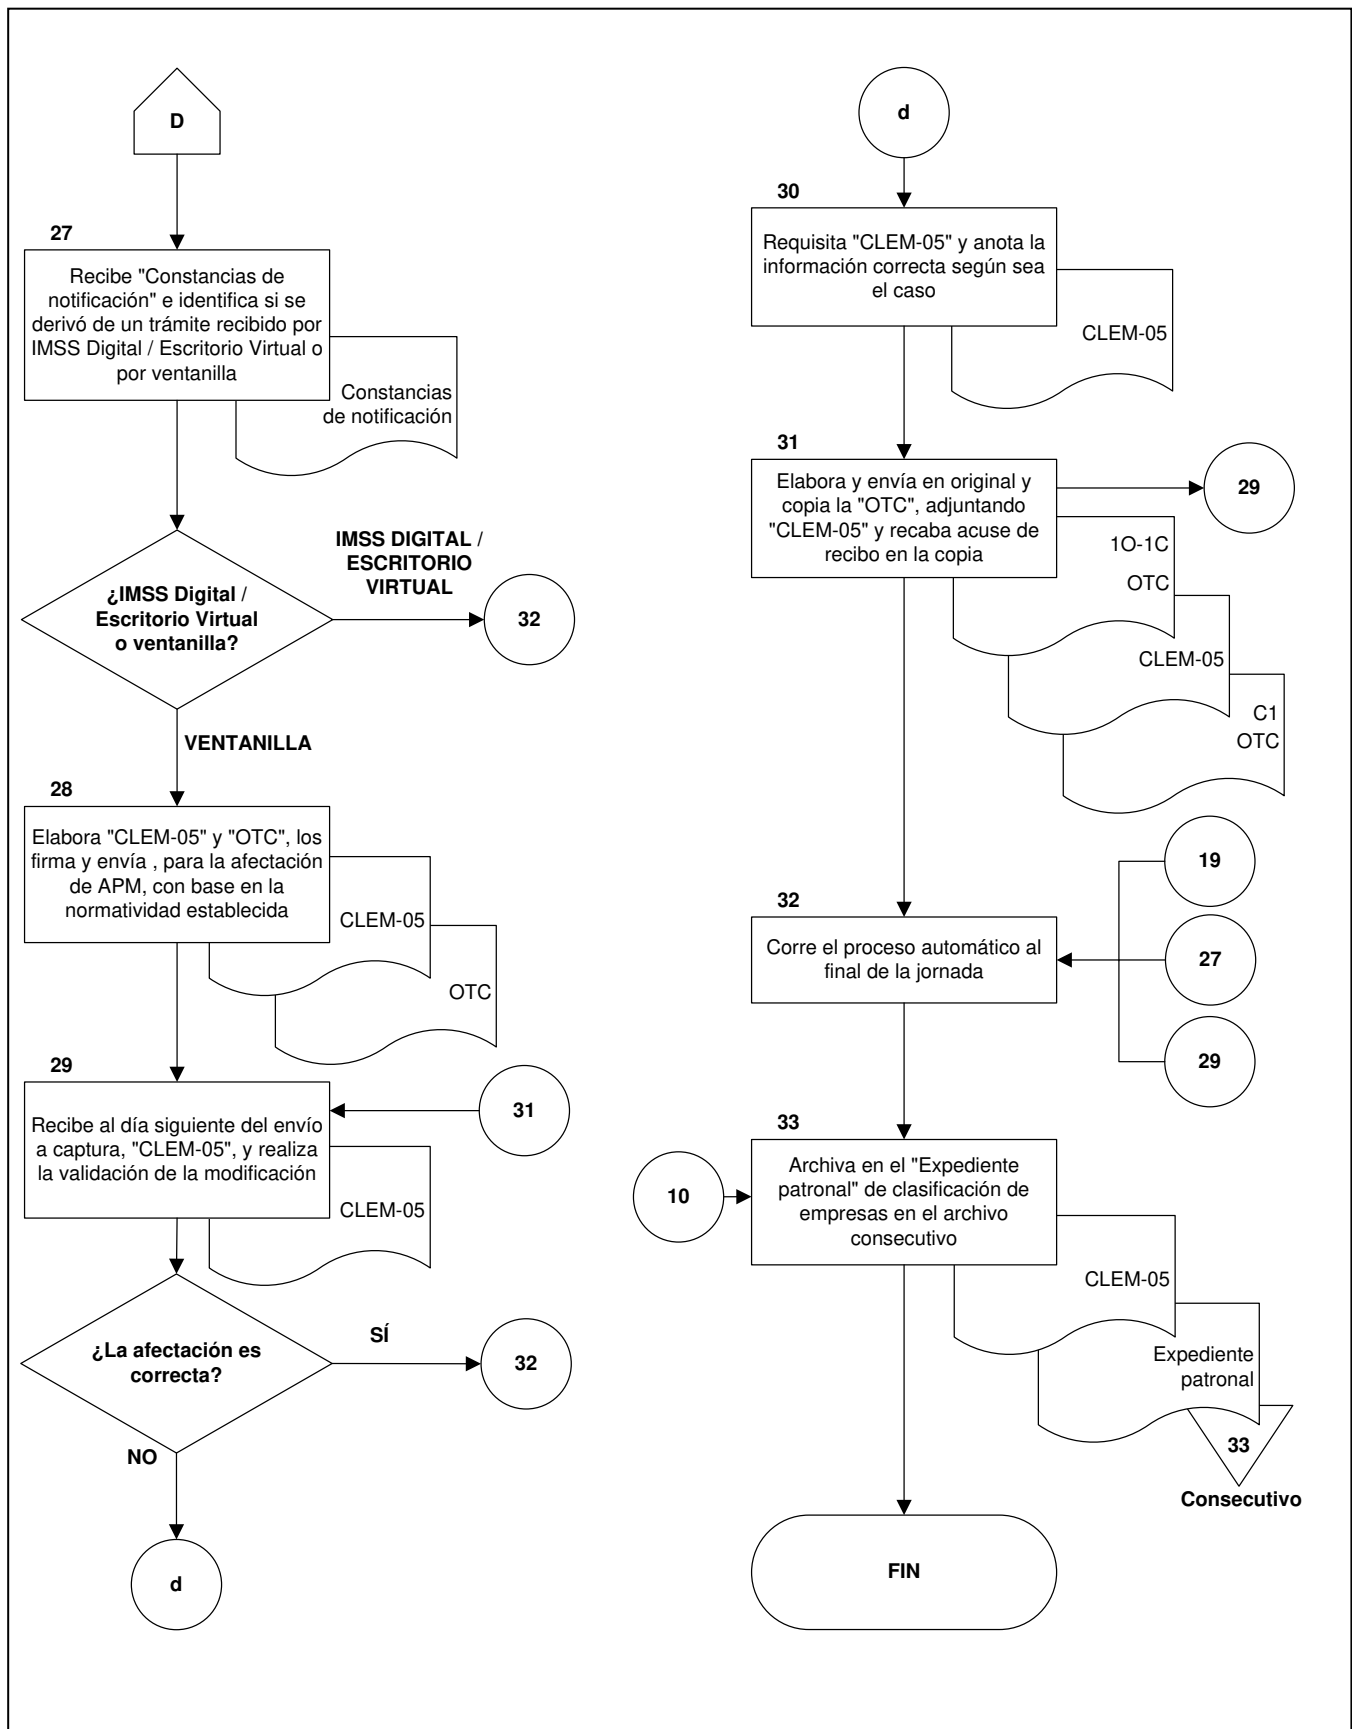 D
27
Recibe "Constancias de
notificación" e identifica si se
derivó de un trámite recibido por
IMSS Digital / Escritorio Virtual o
por ventanilla
Constancias
de notificación
¿IMSS Digital /
Escritorio Virtual
o ventanilla?
IMSS DIGITAL /
ESCRITORIO
VIRTUAL
32
VENTANILLA
28
Elabora "CLEM-05" y "OTC", los
firma y envía , para la afectación
de APM, con base en la
normatividad establecida
CLEM-05
OTC
29
Recibe al día siguiente del envío
a captura, "CLEM-05", y realiza
la validación de la modificación
31
CLEM-05
¿La afectación es
correcta?
SÍ
32
NO
d
d
30
Requisita "CLEM-05" y anota la
información correcta según sea
el caso
CLEM-05
31
Elabora y envía en original y
copia la "OTC", adjuntando
"CLEM-05" y recaba acuse de
recibo en la copia
29
1O-1C
OTC
CLEM-05
C1
OTC
19
32
Corre el proceso automático al
final de la jornada
27
29
33
Archiva en el "Expediente
patronal" de clasificación de
empresas en el archivo
consecutivo
10
CLEM-05
Expediente
patronal
33
Consecutivo
FIN